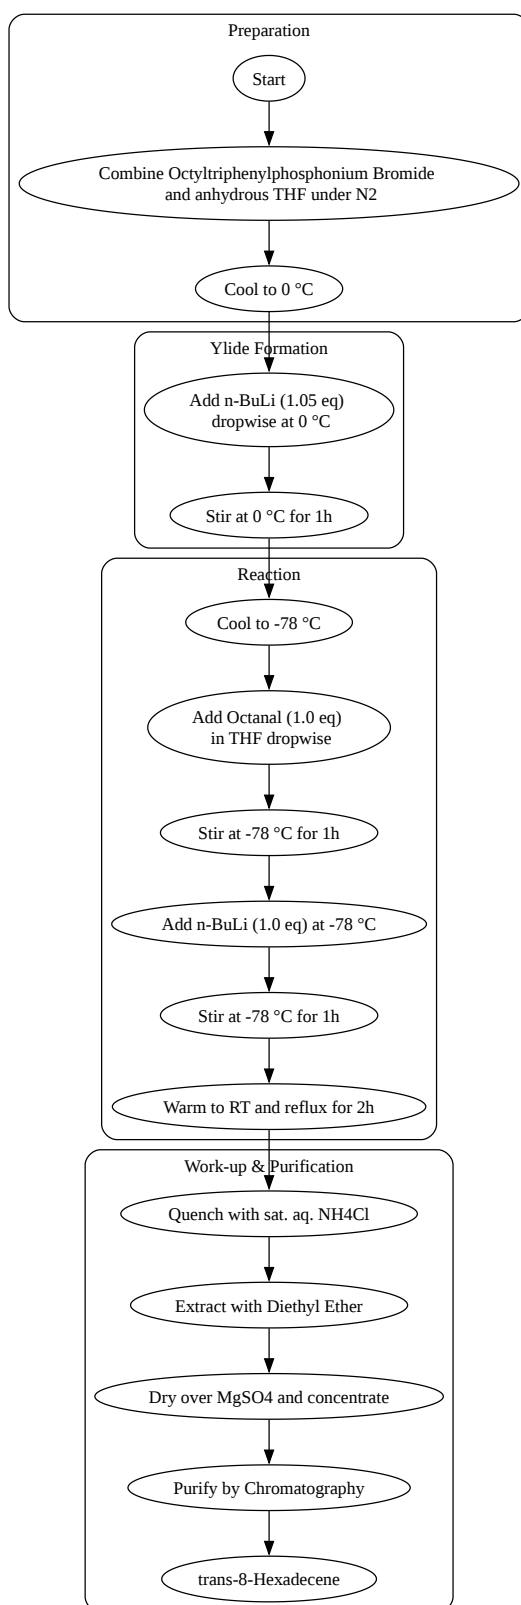 Preparation
Start
Combine Octyltriphenylphosphonium Bromide
and anhydrous THF under N2
Cool to 0 °C
Ylide Formation
Add n-BuLi (1.05 eq)
dropwise at 0 °C
Stir at 0 °C for 1h
Reaction
Cool to -78 °C
Add Octanal (1.0 eq)
in THF dropwise
Stir at -78 °C for 1h
Add n-BuLi (1.0 eq) at -78 °C
Stir at -78 °C for 1h
Warm to RT and reflux for 2h
Work-up & Purification
Quench with sat. aq. NH4Cl
Extract with Diethyl Ether
Dry over MgSO4 and concentrate
Purify by Chromatography
trans-8-Hexadecene